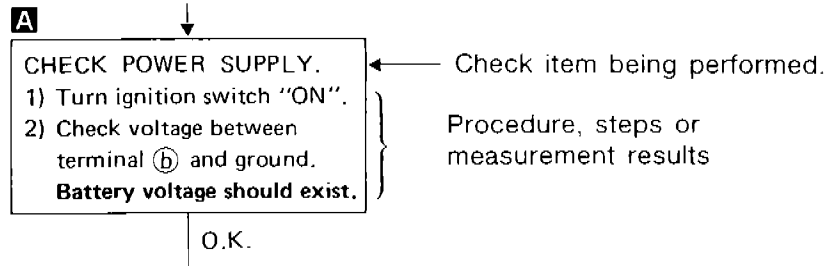 A
CHECK POWER SUPPLY.
Check item being performed.
1) Turn ignition switch "ON".
2) Check voltage between
terminal ⓑ and ground.
Battery voltage should exist.
Procedure, steps or
measurement results
O.K.